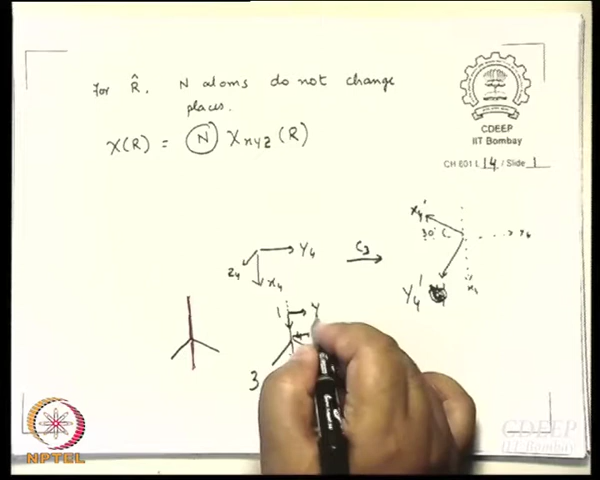 For R̂, N atoms do not change
places.
χ(R) = N χxyz (R)
CDEEP
IIT Bombay
CH 601 L 14 / Slide 1
Z4 Y4 X4
C3
X4' 30° Y4 X4
Y4'
1 Y
3
NPTEL
CDEEP
IIT Bombay